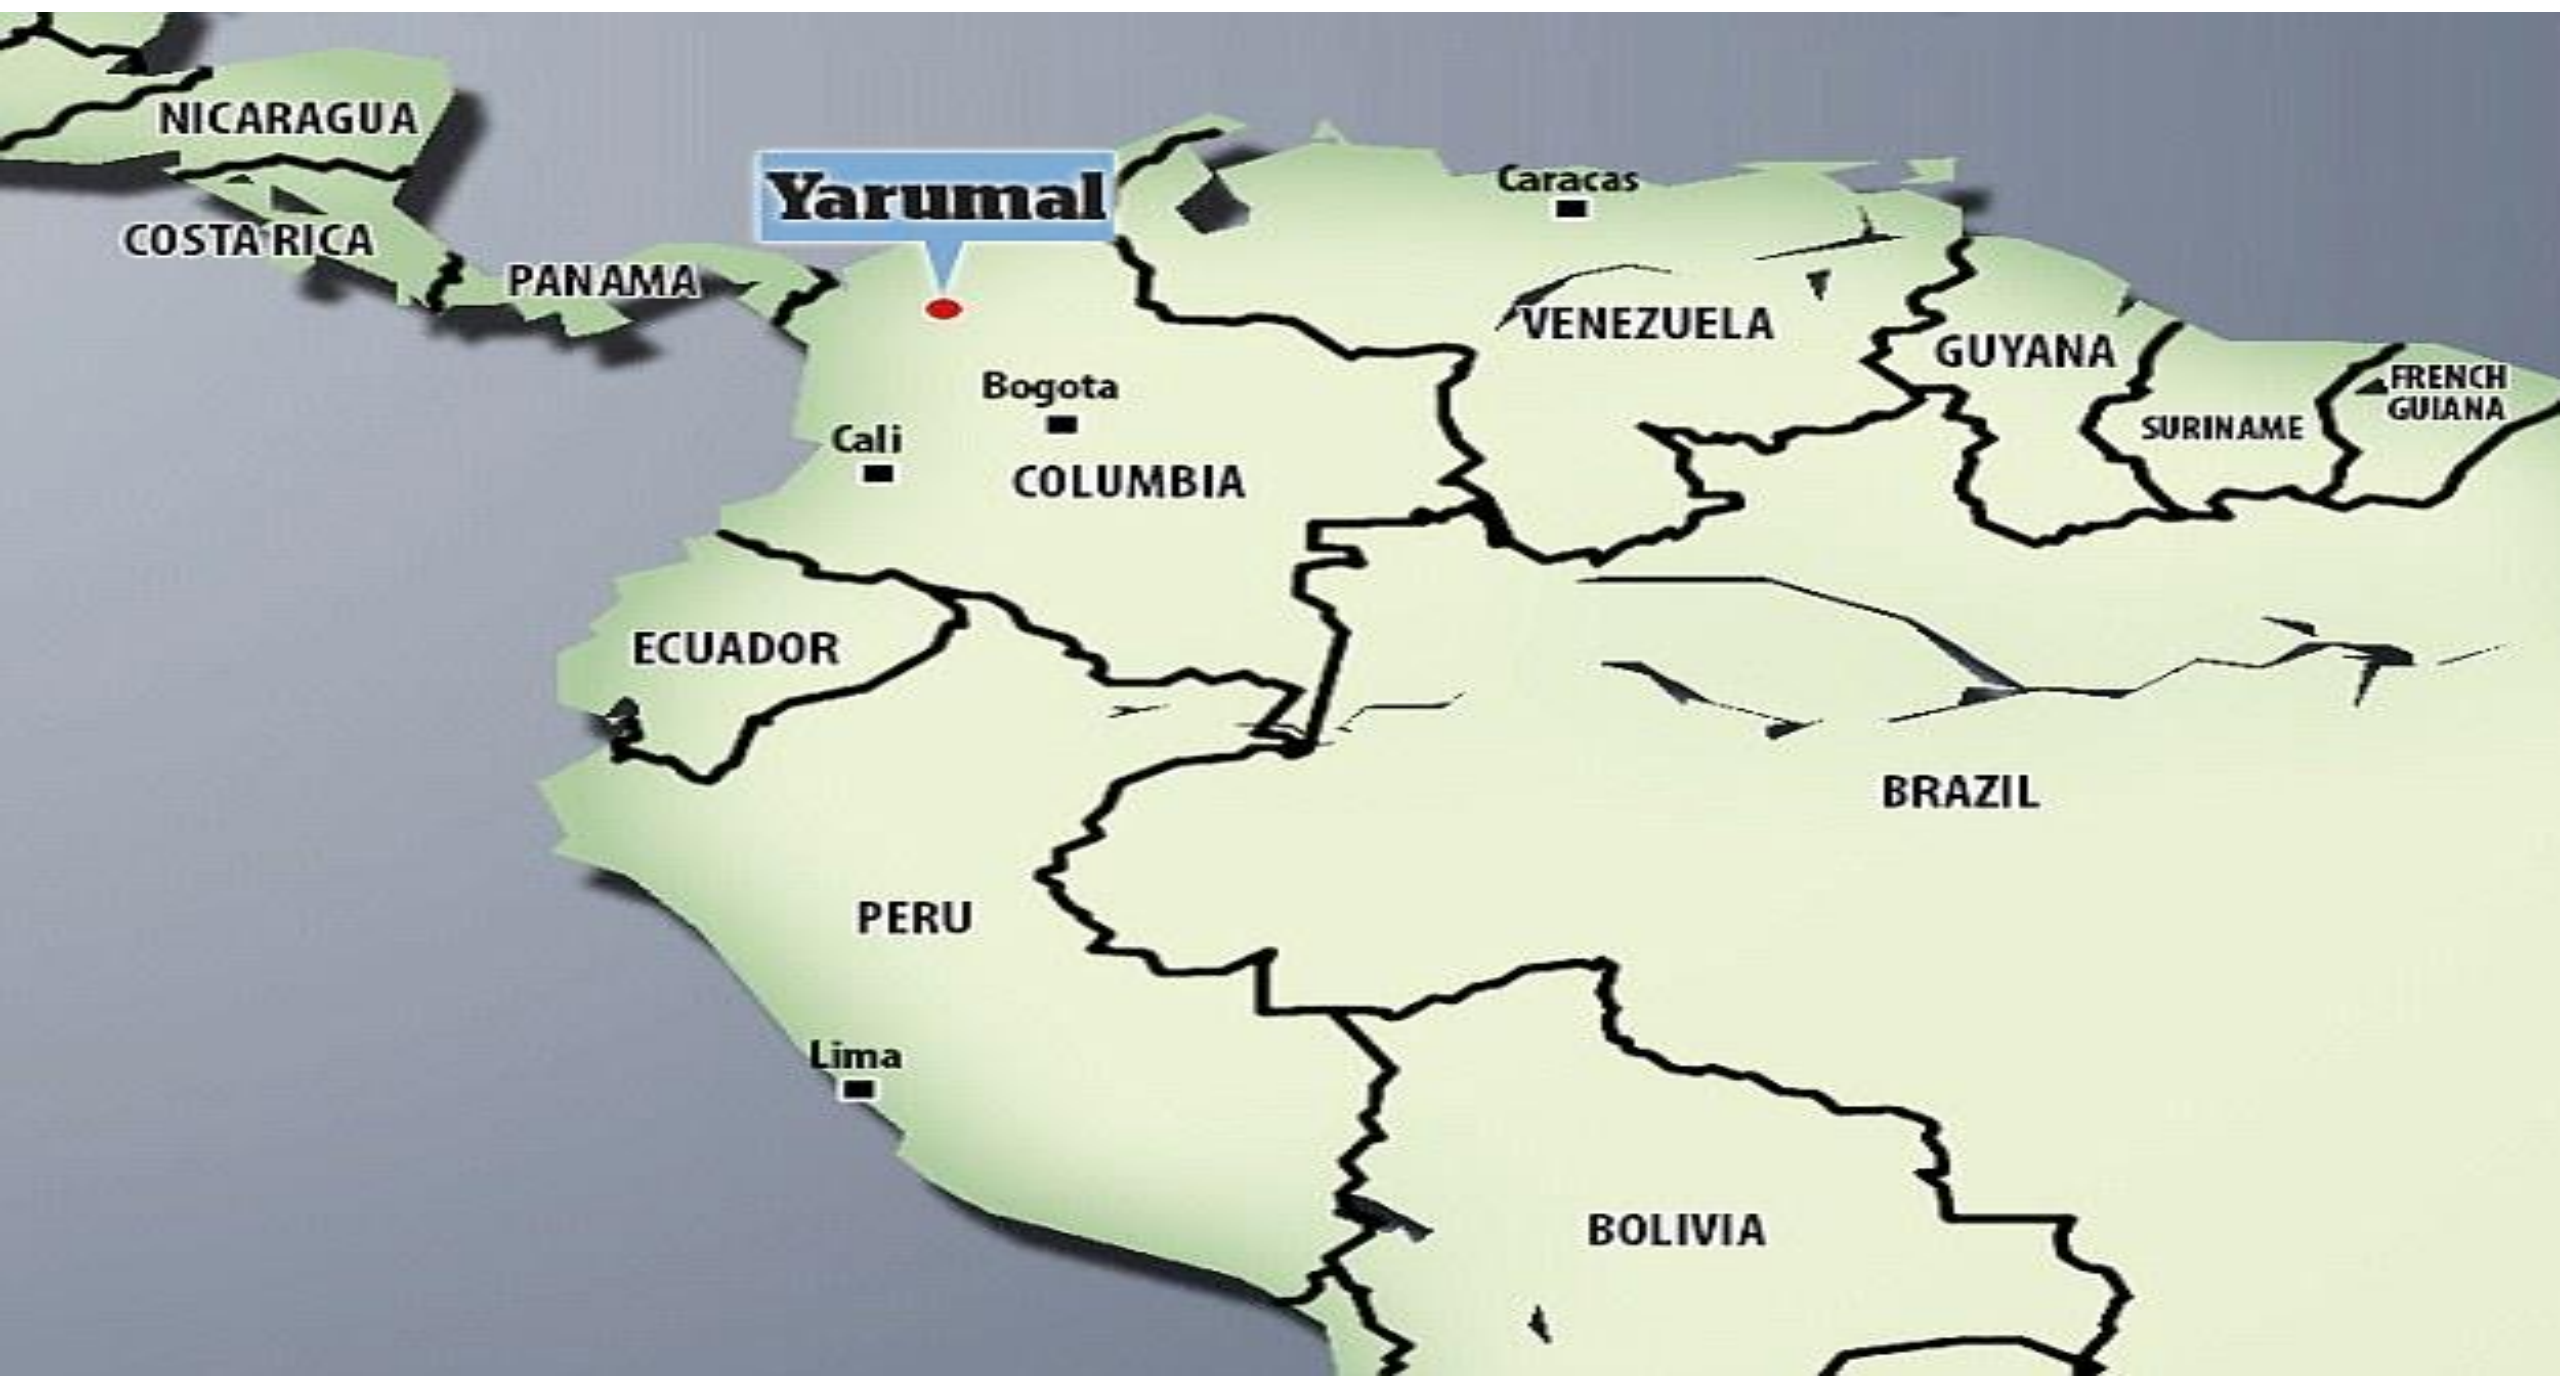 NICARAGUA
Yarumal
Caracas
COSTA RICA
PANAMA
VENEZUELA
GUYANA
FRENCH
GUIANA
Bogota
SURINAME
Cali
COLUMBIA
ECUADOR
BRAZIL
PERU
Lima
BOLIVIA